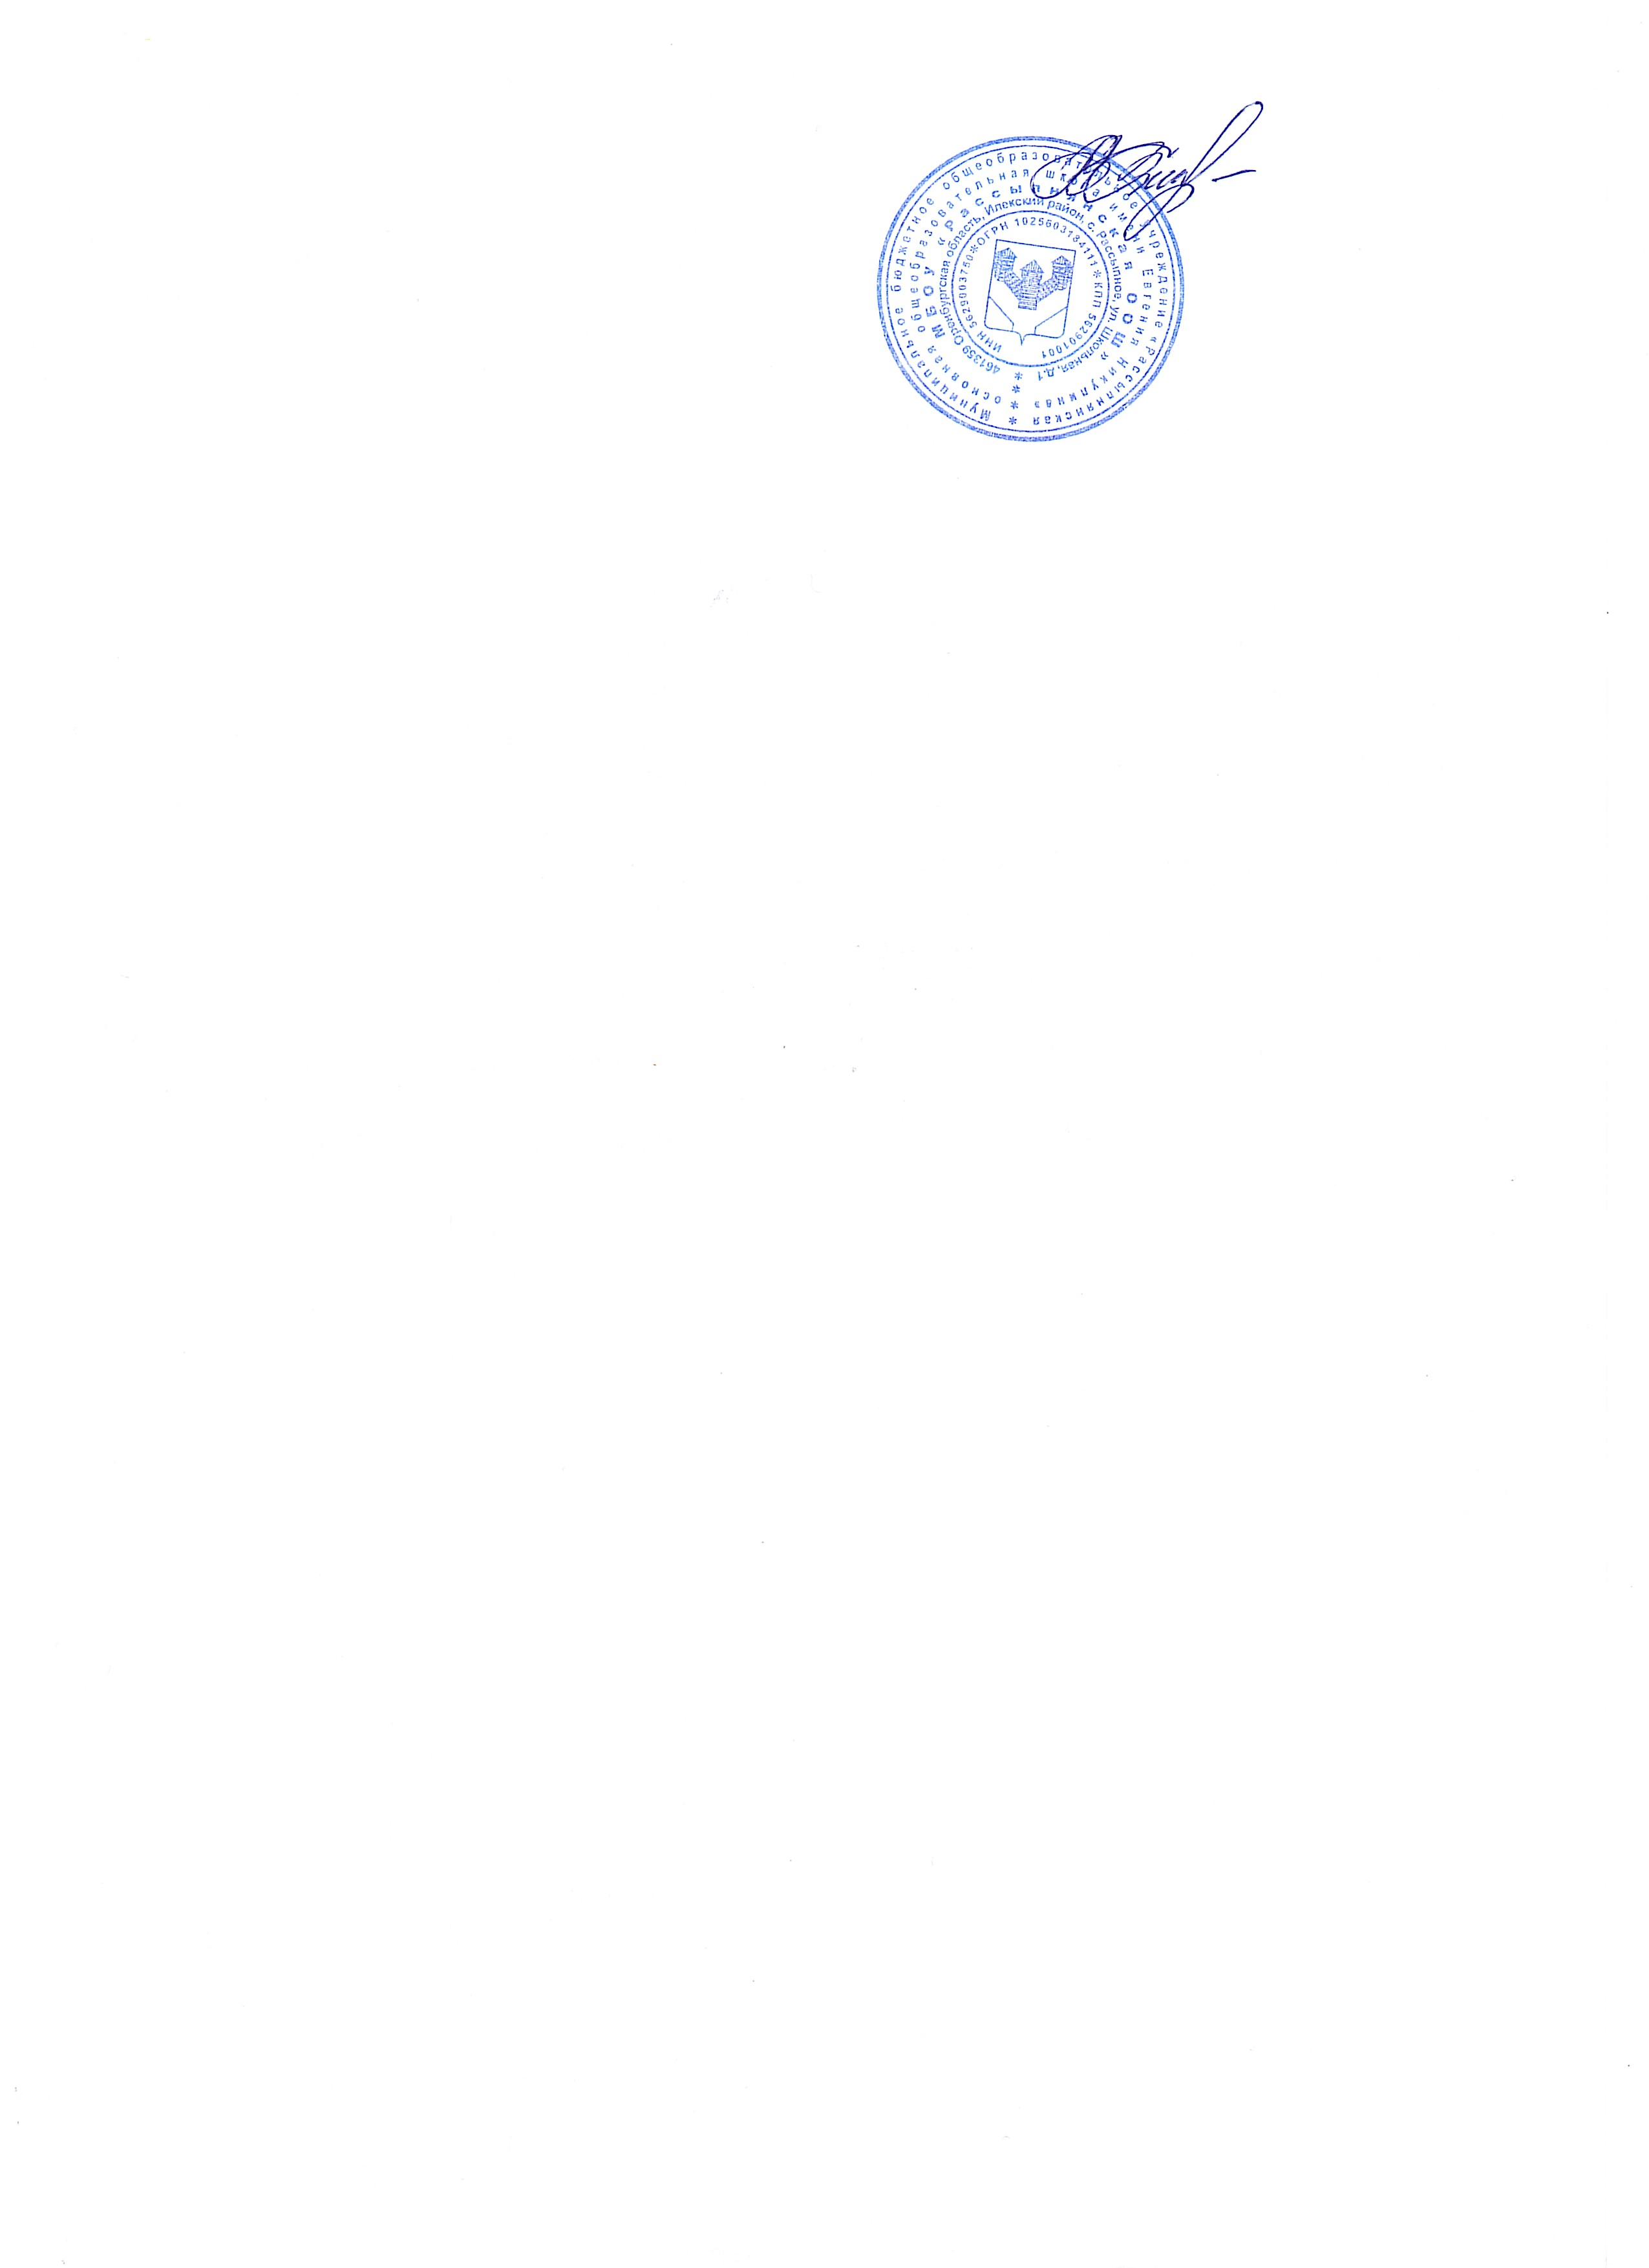 * Муниципальное бюджетное общеобразовательное учреждение «Рассыпнянская
* основная общеобразовательная школа имени Евгения Никулина»
* МБОУ «Рассыпнянская ООШ»
* 461359 Оренбургская область, Илекский район, с. Рассыпное, ул. Школьная, д.1
ИНН 5629003750*ОГРН 1025603184111*КПП 562901001